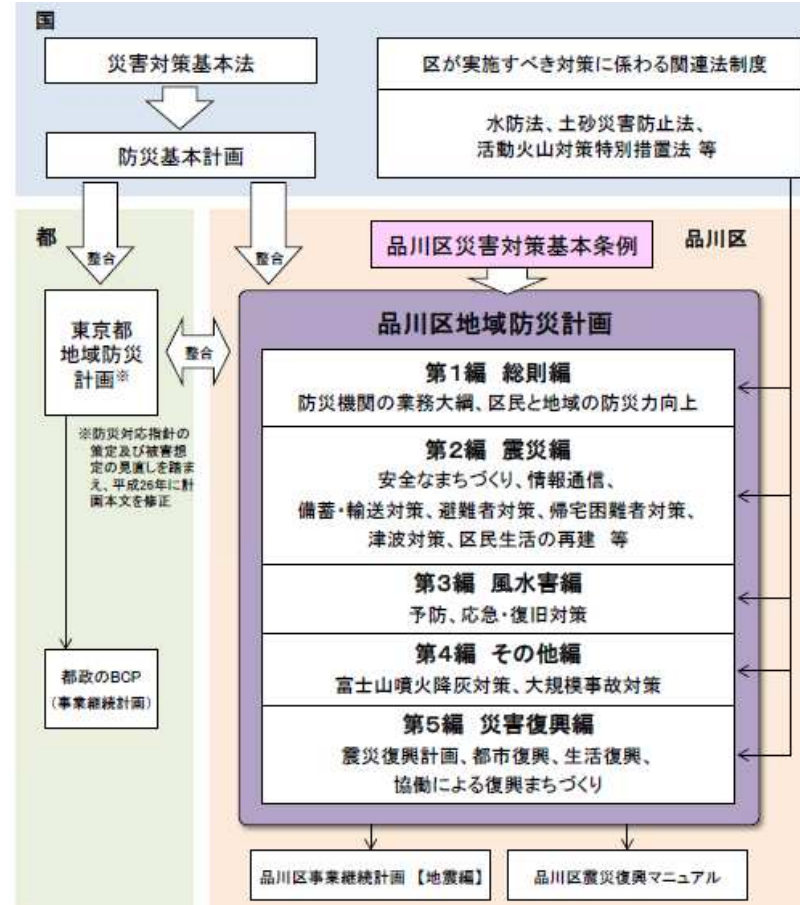 国
災害対策基本法
防災基本計画
区が実施すべき対策に係わる関連法制度
水防法、土砂災害防止法、
活動火山対策特別措置法 等
都
整合
整合
品川区災害対策基本条例
品川区
東京都
地域防災
計画※
整合
※防災対応指針の
策定及び被害想
定の見直しを踏ま
え、平成26年に計
画本文を修正
都政のBCP
(事業継続計画)
品川区地域防災計画
第1編 総則編
防災機関の業務大綱、区民と地域の防災力向上
第2編 震災編
安全なまちづくり、情報通信、
備蓄・輸送対策、避難者対策、帰宅困難者対策、
津波対策、区民生活の再建 等
第3編 風水害編
予防、応急・復旧対策
第4編 その他編
富士山噴火降灰対策、大規模事故対策
第5編 災害復興編
震災復興計画、都市復興、生活復興、
協働による復興まちづくり
品川区事業継続計画 【地震編】
品川区震災復興マニュアル